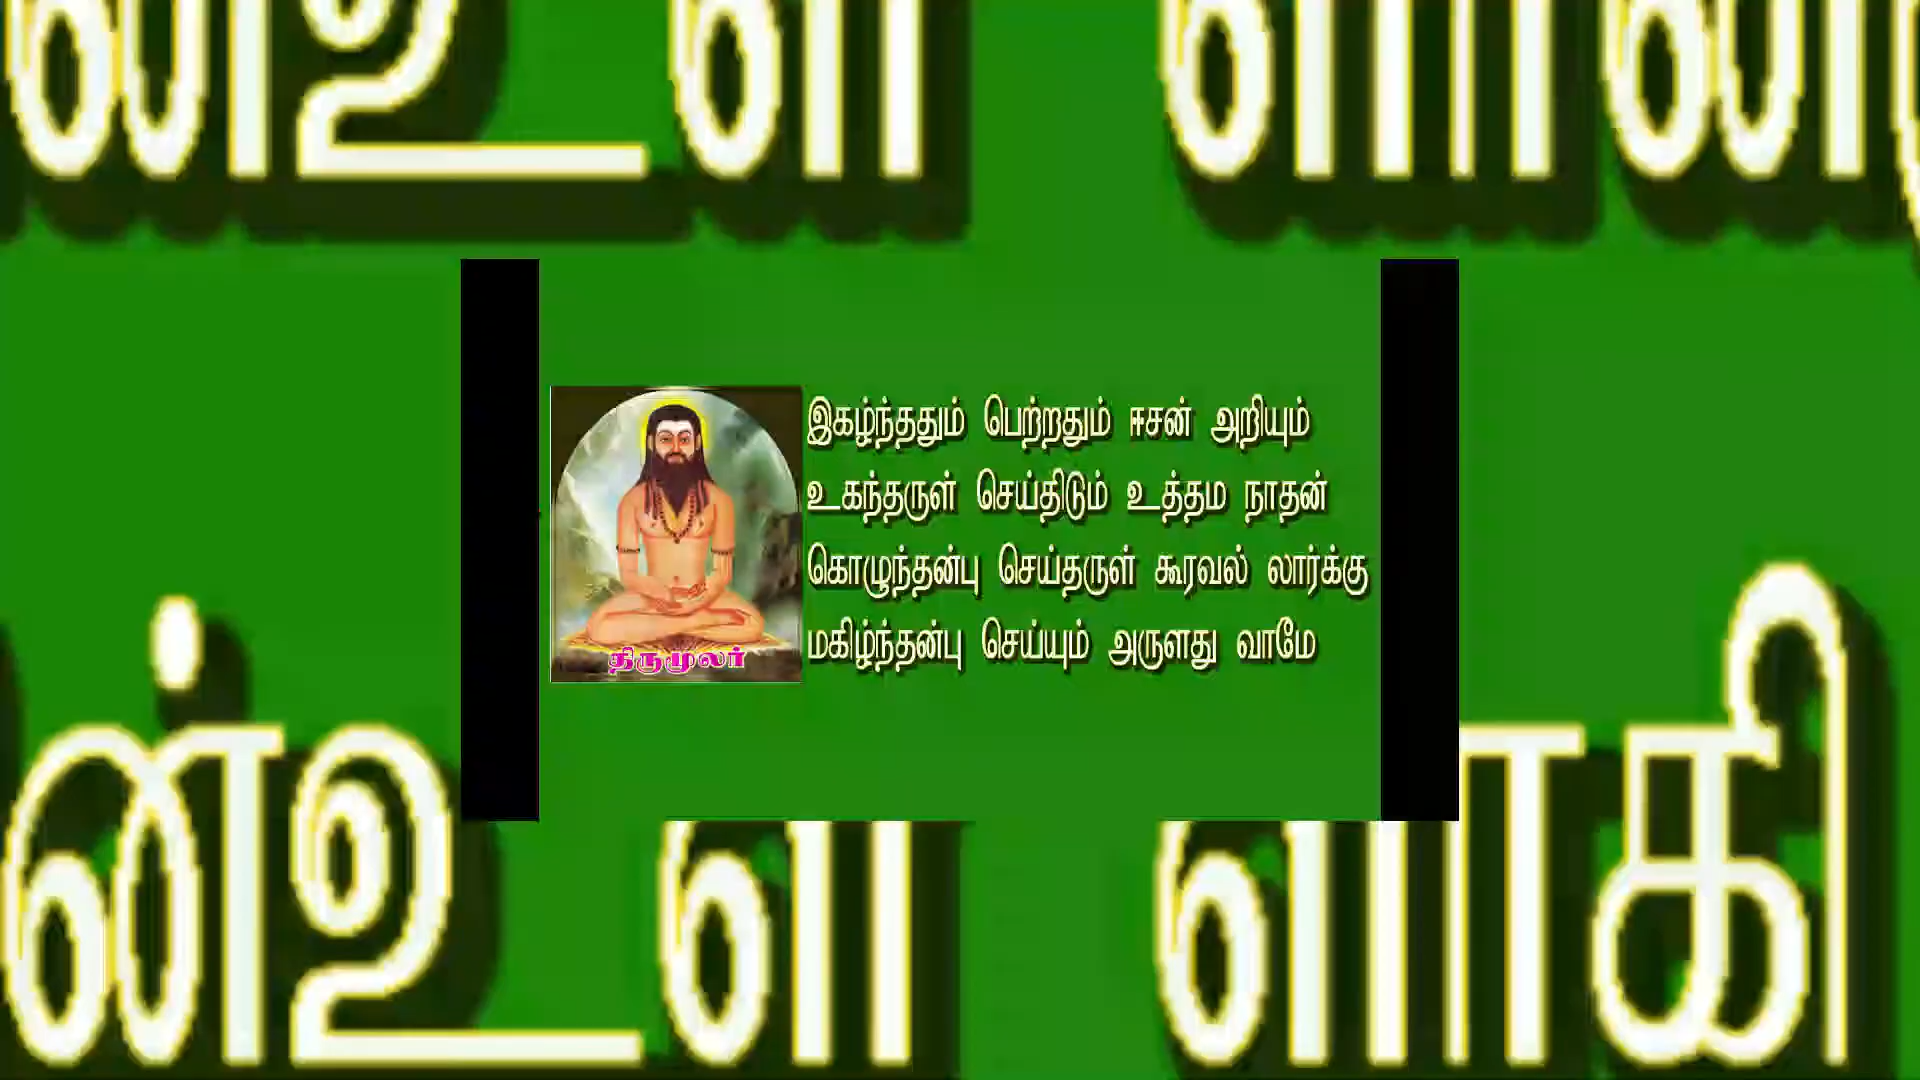 இகழ்ந்ததும் பெற்றதும் ஈசன் அறியும்
உகந்தருள் செய்திடும் உத்தம நாதன்
கொழுந்தன்பு செய்தருள் கூரவல் லார்க்கு
மகிழ்ந்தன்பு செய்யும் அருளது வாமே
திருமூலர்